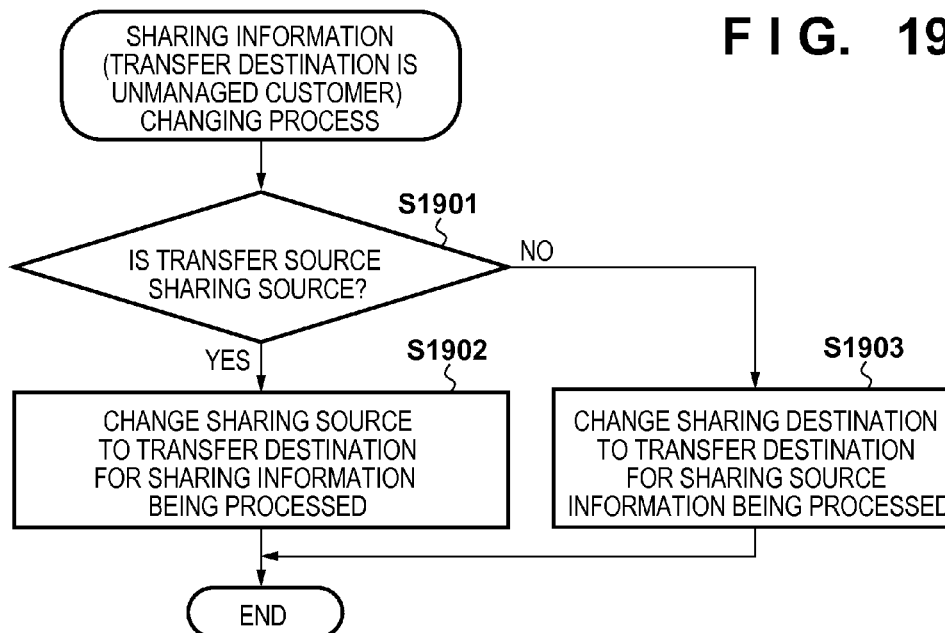 F I G. 19
SHARING INFORMATION
(TRANSFER DESTINATION IS
UNMANAGED CUSTOMER)
CHANGING PROCESS
S1901
IS TRANSFER SOURCE
SHARING SOURCE?
NO
YES
S1902
S1903
CHANGE SHARING SOURCE
TO TRANSFER DESTINATION
FOR SHARING INFORMATION
BEING PROCESSED
CHANGE SHARING DESTINATION
TO TRANSFER DESTINATION
FOR SHARING SOURCE
INFORMATION BEING PROCESSED
END